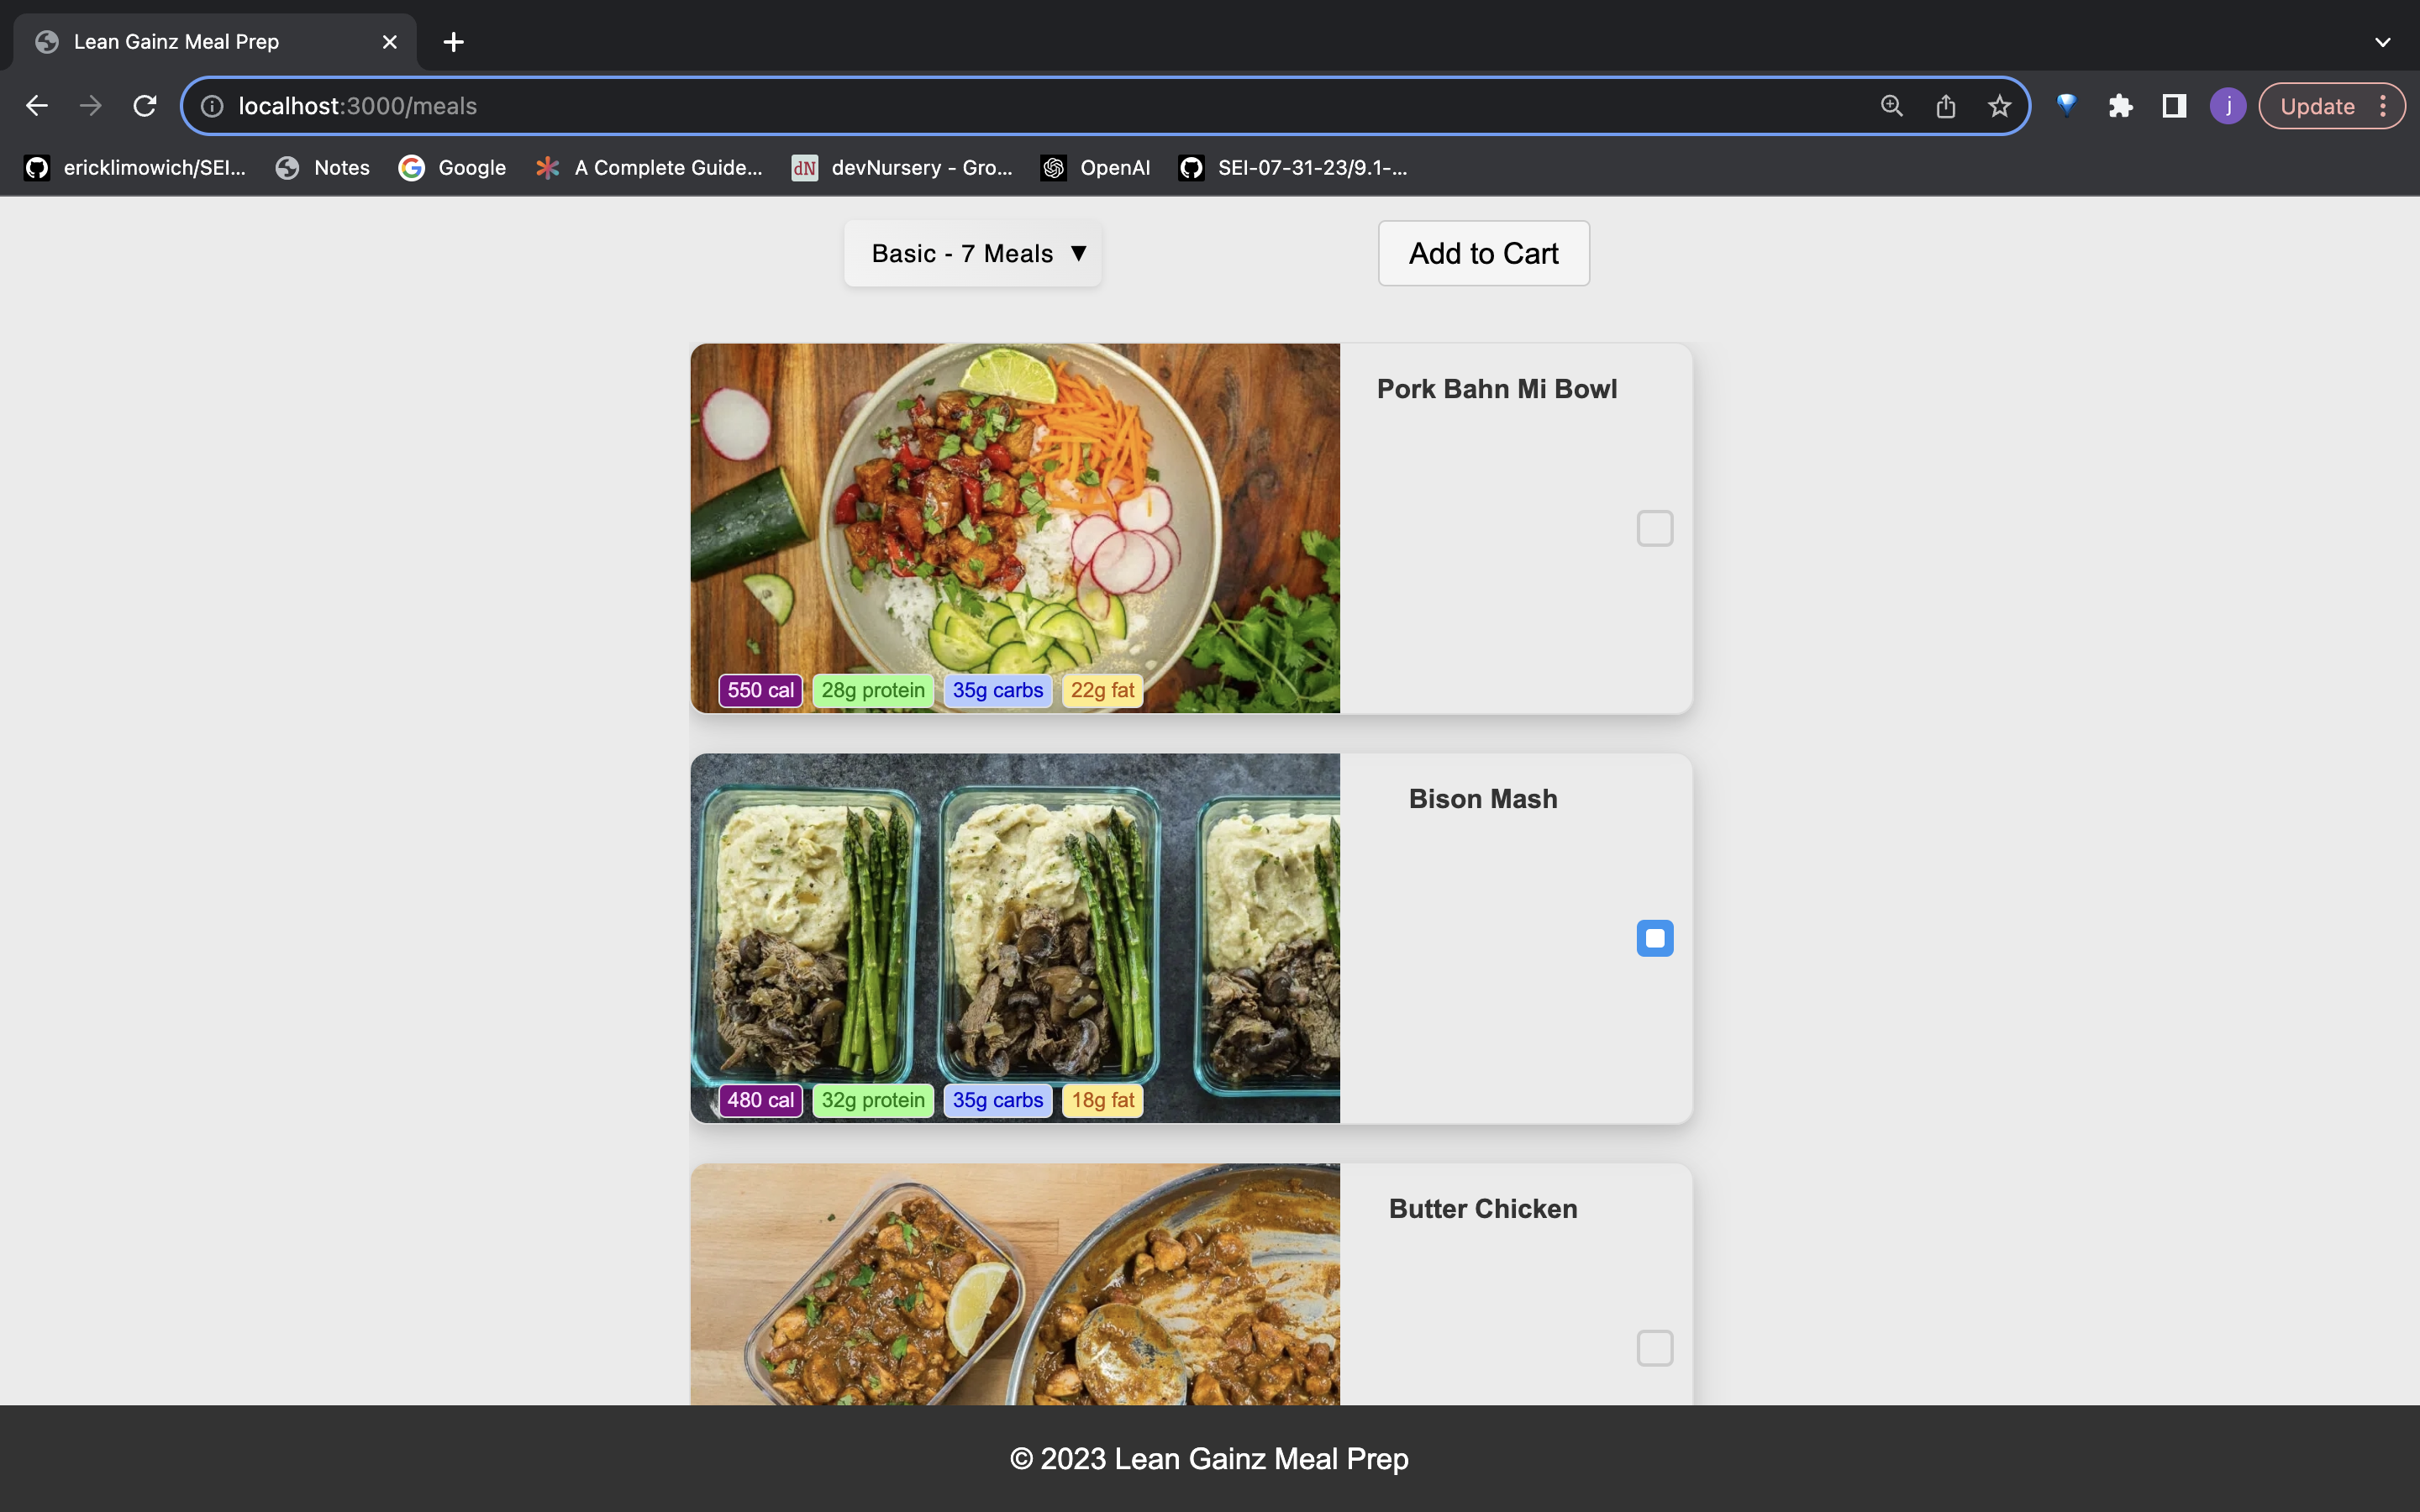 Lean Gainz Meal Prep
localhost:3000/meals
j
Update
ericklimowich/SEI...
Notes
Google
A Complete Guide...
dN
devNursery - Gro...
OpenAI
SEI-07-31-23/9.1-...
Basic - 7 Meals ▼
Add to Cart
Pork Bahn Mi Bowl
550 cal 28g protein 35g carbs 22g fat
Bison Mash
480 cal 32g protein 35g carbs 18g fat
Butter Chicken
© 2023 Lean Gainz Meal Prep